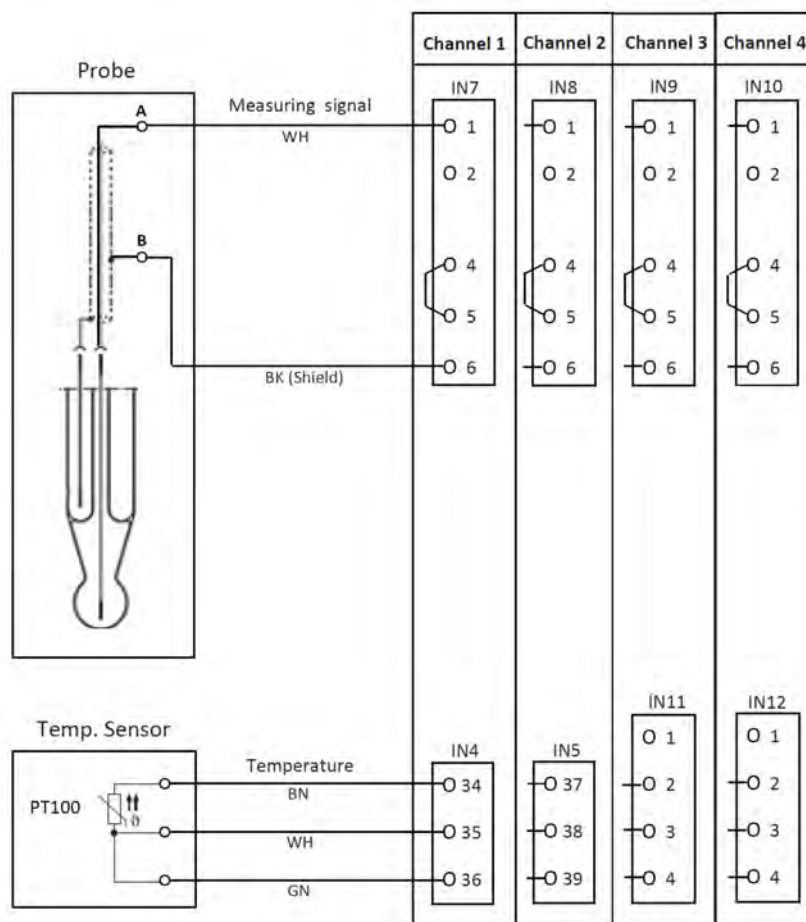 Channel 1 Channel 2 Channel 3 Channel 4
Probe
IN7 IN8 IN9 IN10
A Measuring signal
WH
1 1 1 1
2 2 2 2
B
4 4 4 4
5 5 5 5
BK (Shield)
6 6 6 6
IN11 IN12
Temp. Sensor
IN4 IN5
1 1
Temperature
BN
34 37 2 2
PT100
ϑ
WH
35 38 3 3
GN
36 39 4 4